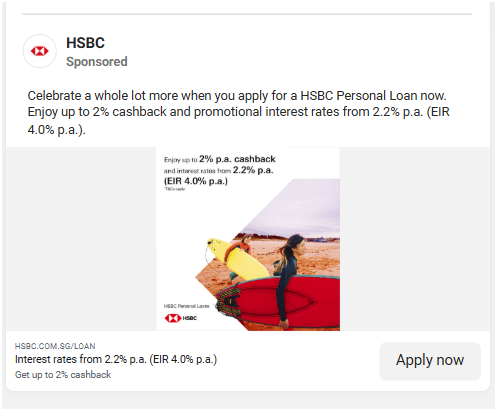 HSBC
Sponsored
Celebrate a whole lot more when you apply for a HSBC Personal Loan now.
Enjoy up to 2% cashback and promotional interest rates from 2.2% p.a. (EIR
4.0% p.a.).
Enjoy up to 2% p.a. cashback
and interest rates from 2.2% p.a.
(EIR 4.0% p.a.)
T&Cs apply
HSBC Personal Loans
HSBC
HSBC.COM.SG/LOAN
Interest rates from 2.2% p.a. (EIR 4.0% p.a.)
Get up to 2% cashback
Apply now